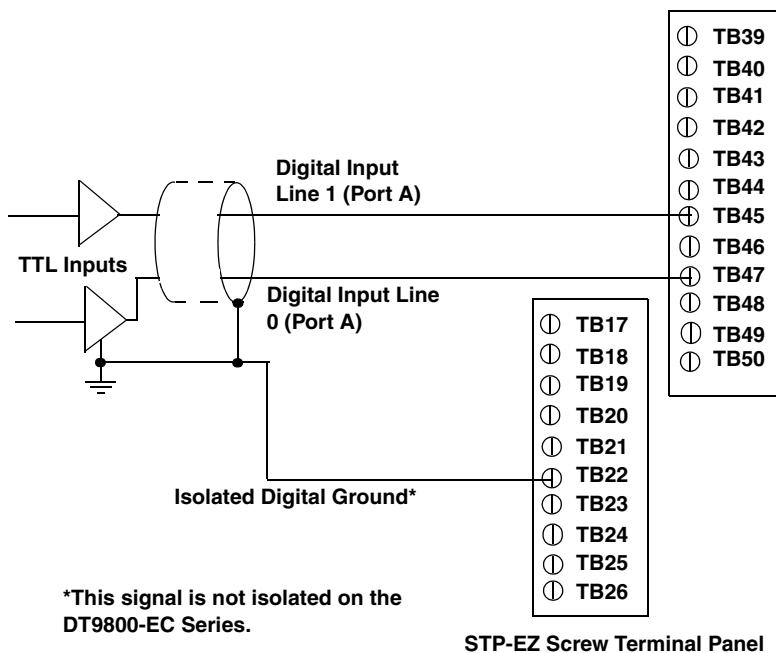 TB39
TB40
TB41
TB42
TB43
TB44
TB45
TB46
TB47
TB48
TB49
TB50
Digital Input
Line 1 (Port A)
TTL Inputs
Digital Input Line
0 (Port A)
TB17
TB18
TB19
TB20
TB21
TB22
TB23
TB24
TB25
TB26
Isolated Digital Ground*
*This signal is not isolated on the
DT9800-EC Series.
STP-EZ Screw Terminal Panel